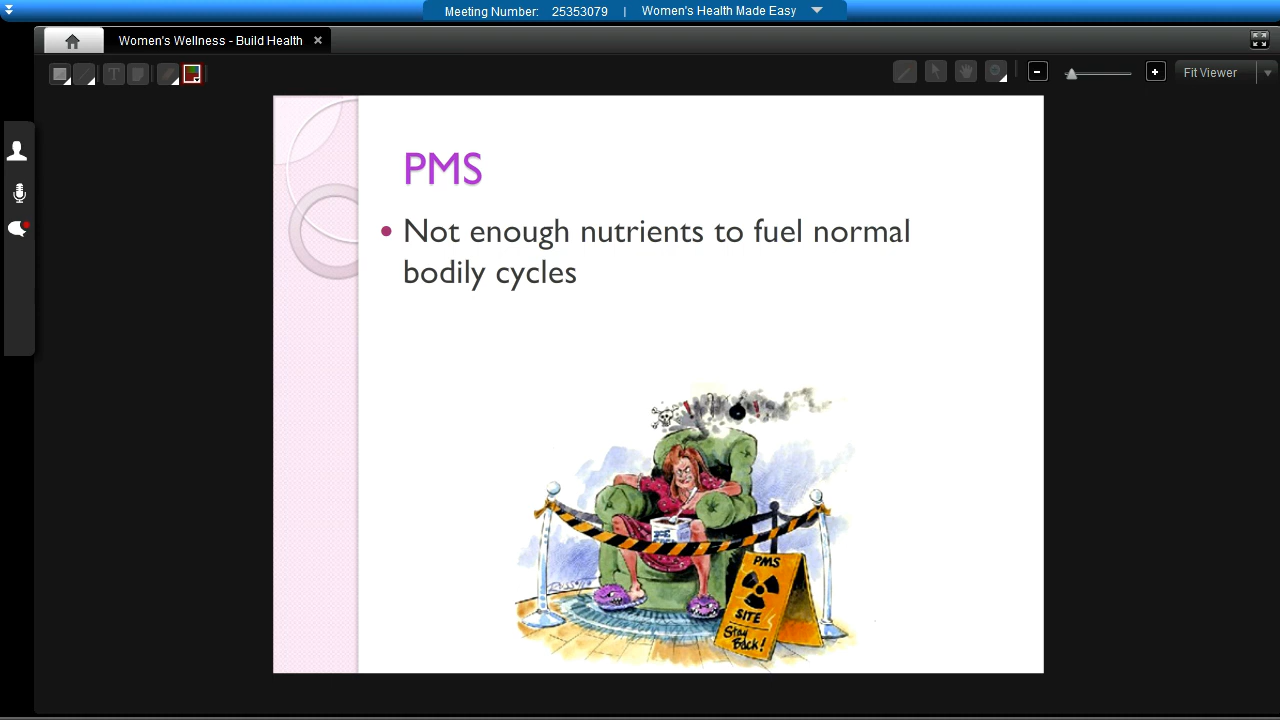 Meeting Number: 25353079 | Women's Health Made Easy
Women's Wellness - Build Health
T
Fit Viewer
PMS
• Not enough nutrients to fuel normal
bodily cycles
PMS
SITE
Stay
Back!